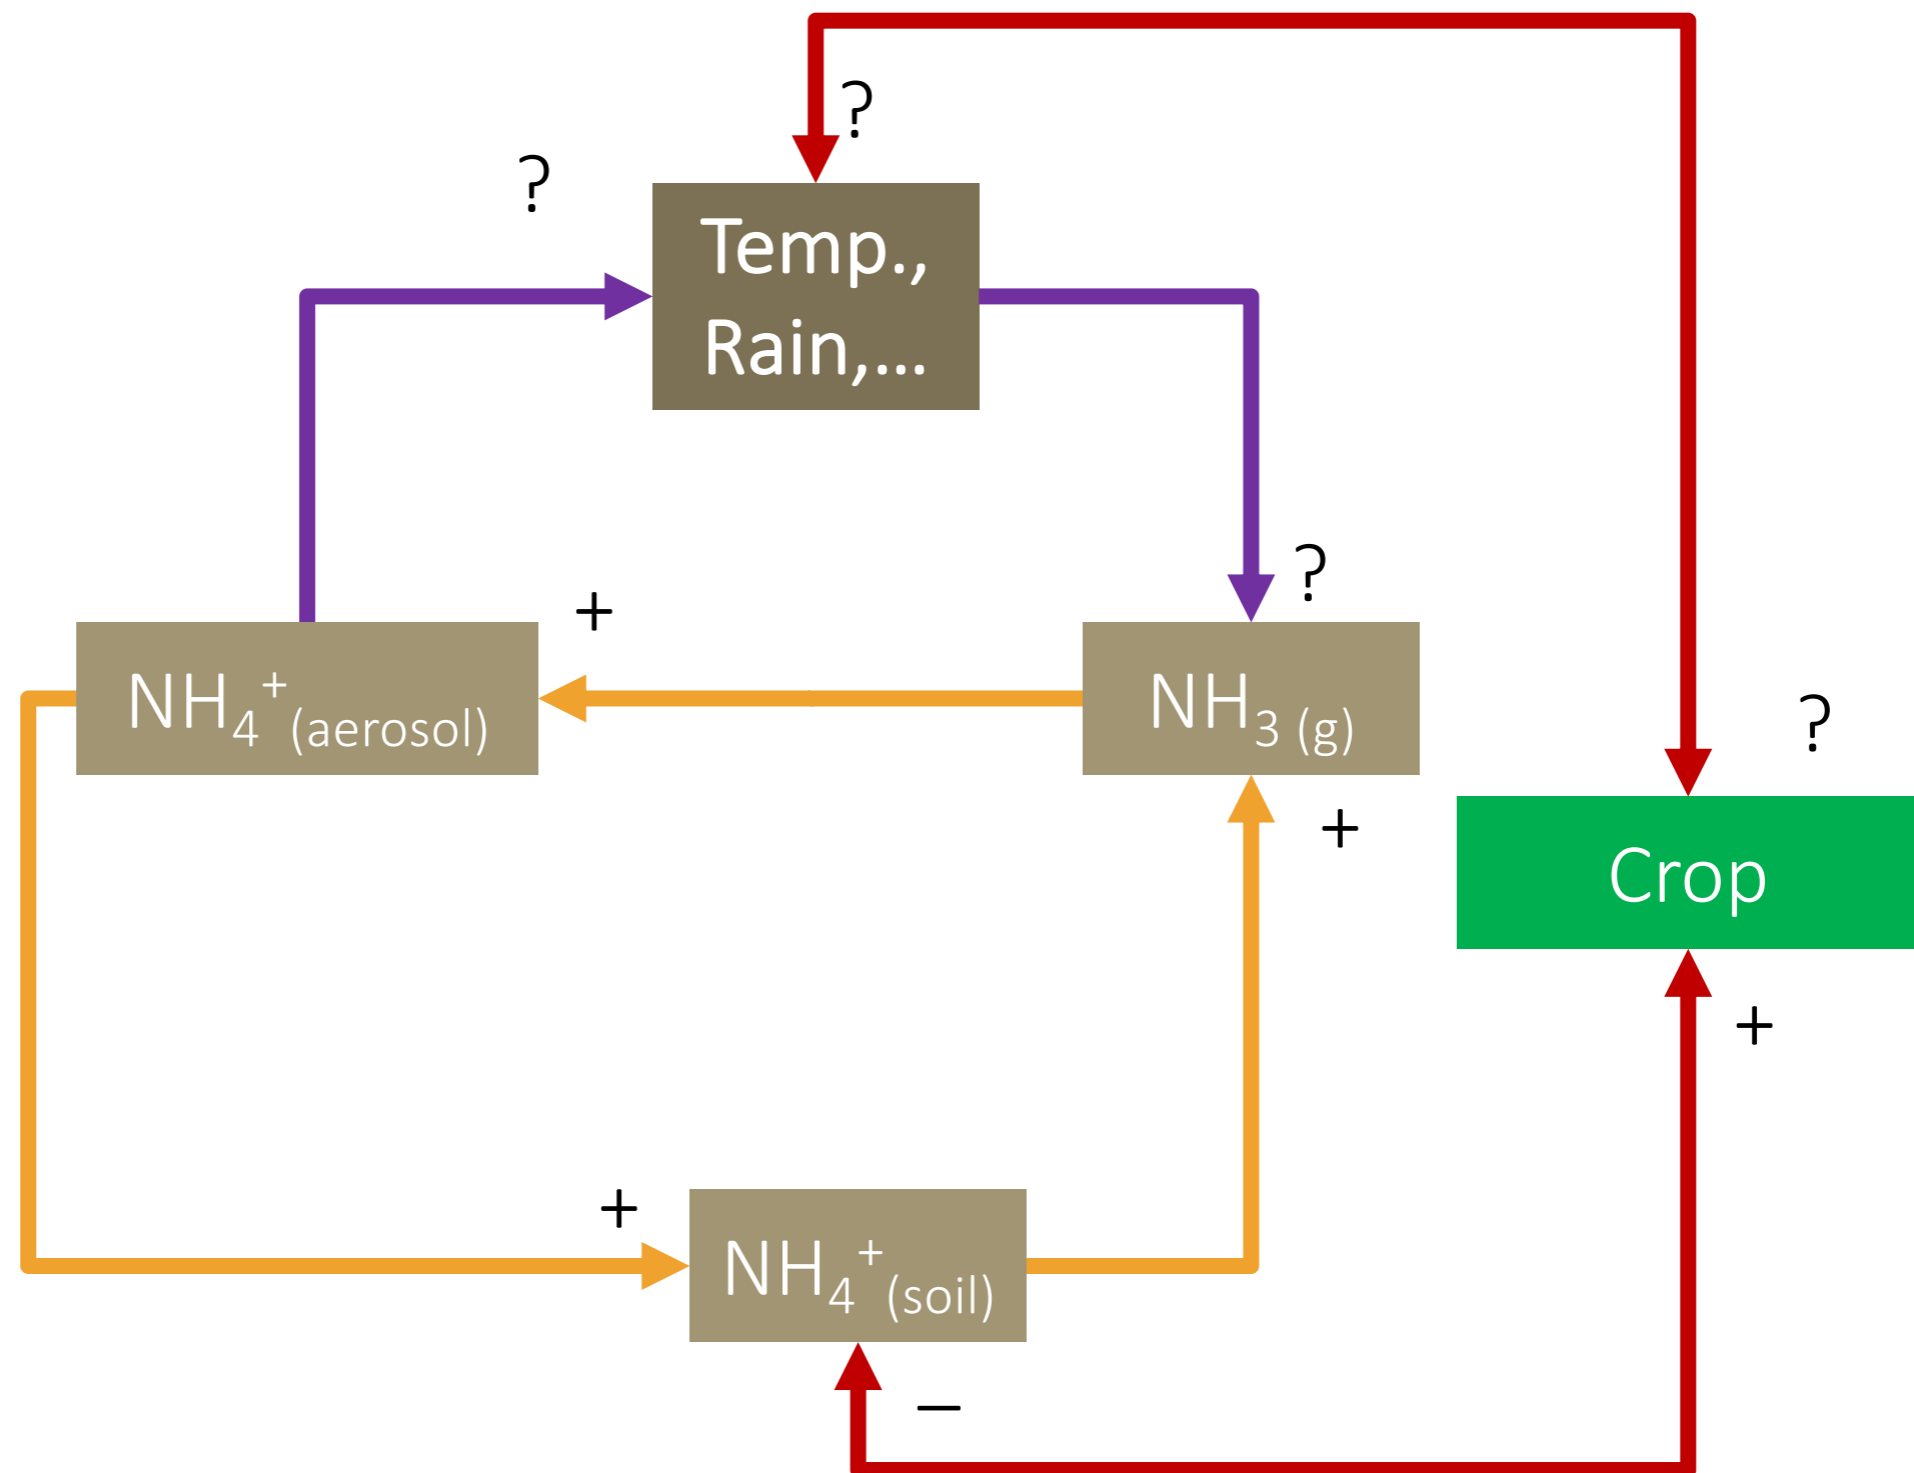 ?
?
Temp.,
Rain,...
?
+
NH₄⁺(aerosol)
NH₃ (g)
?
+
Crop
+
+
NH₄⁺(soil)
–